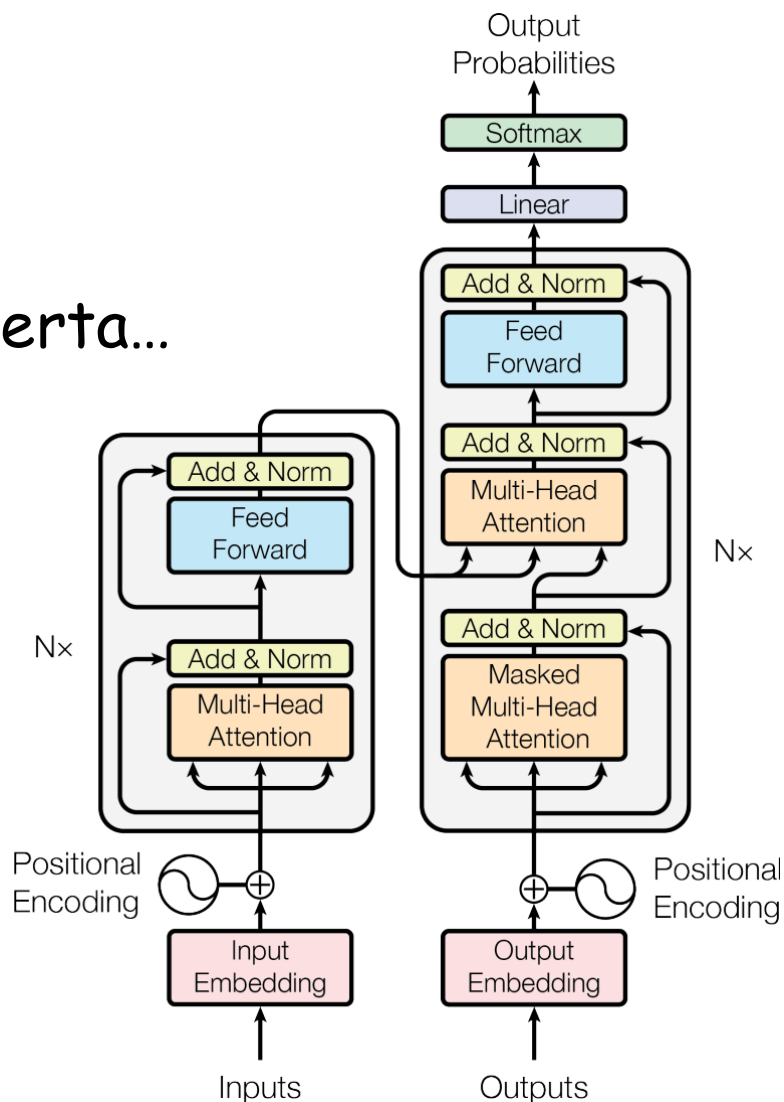 Output
Probabilities
Softmax
Linear
Add & Norm
Feed
Forward
Add & Norm
Multi-Head
Attention
Nx
Add & Norm
Masked
Multi-Head
Attention
erta...
Add & Norm
Feed
Forward
Nx
Add & Norm
Multi-Head
Attention
Positional
Encoding
Positional
Encoding
Input
Embedding
Output
Embedding
Inputs
Outputs